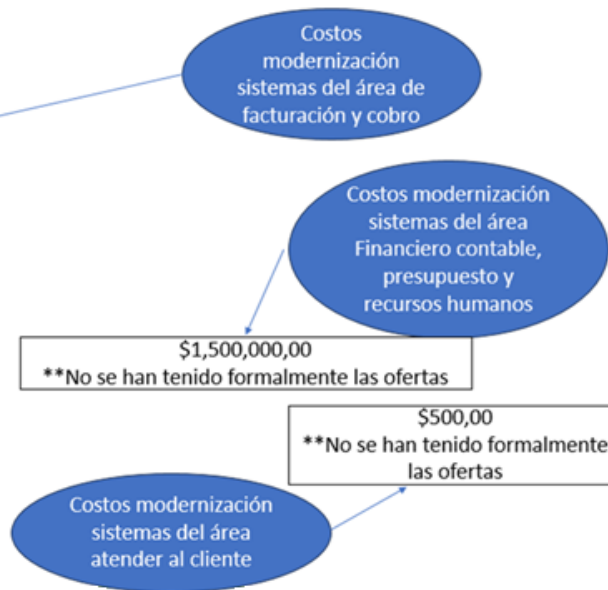 Costos
modernización
sistemas del área de
facturación y cobro
Costos modernización
sistemas del área
Financiero contable,
presupuesto y
recursos humanos
$1,500,000,00
**No se han tenido formalmente las ofertas
$500,00
**No se han tenido formalmente
las ofertas
Costos modernización
sistemas del área
atender al cliente